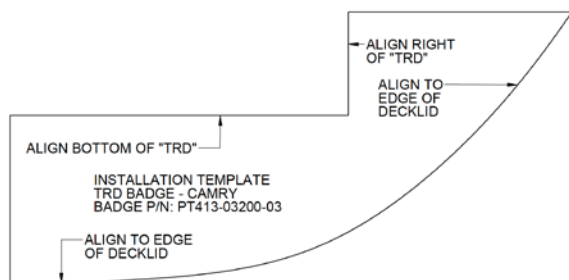 ALIGN RIGHT
OF "TRD"
ALIGN TO
EDGE OF
DECKLID
ALIGN BOTTOM OF "TRD"
INSTALLATION TEMPLATE
TRD BADGE - CAMRY
BADGE P/N: PT413-03200-03
ALIGN TO EDGE
OF DECKLID